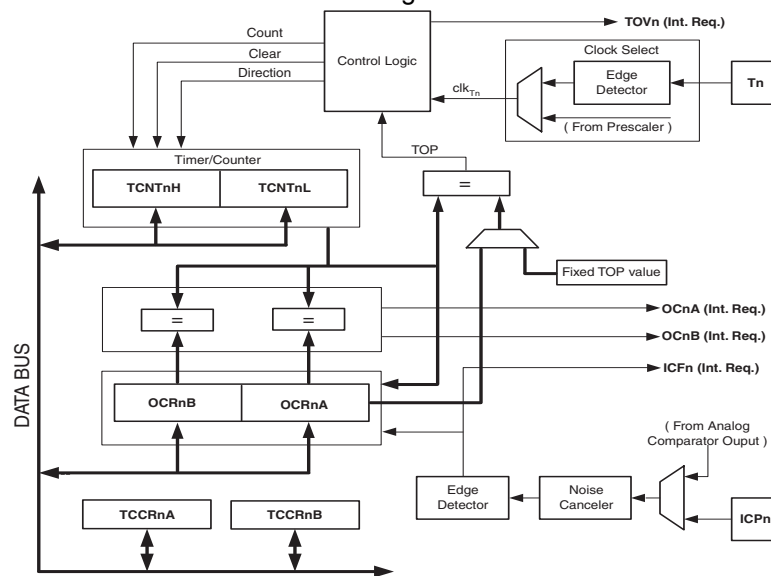 TOVn (Int. Req.)
Count
Clear
Direction
Control Logic
Clock Select
Edge
Detector
Tn
clkTn
( From Prescaler )
TOP
Timer/Counter
TCNTnH
TCNTnL
=
Fixed TOP value
=
=
OCnA (Int. Req.)
OCnB (Int. Req.)
ICFn (Int. Req.)
DATA BUS
OCRnB
OCRnA
( From Analog
Comparator Ouput )
Edge
Detector
Noise
Canceler
ICPn
TCCRnA
TCCRnB